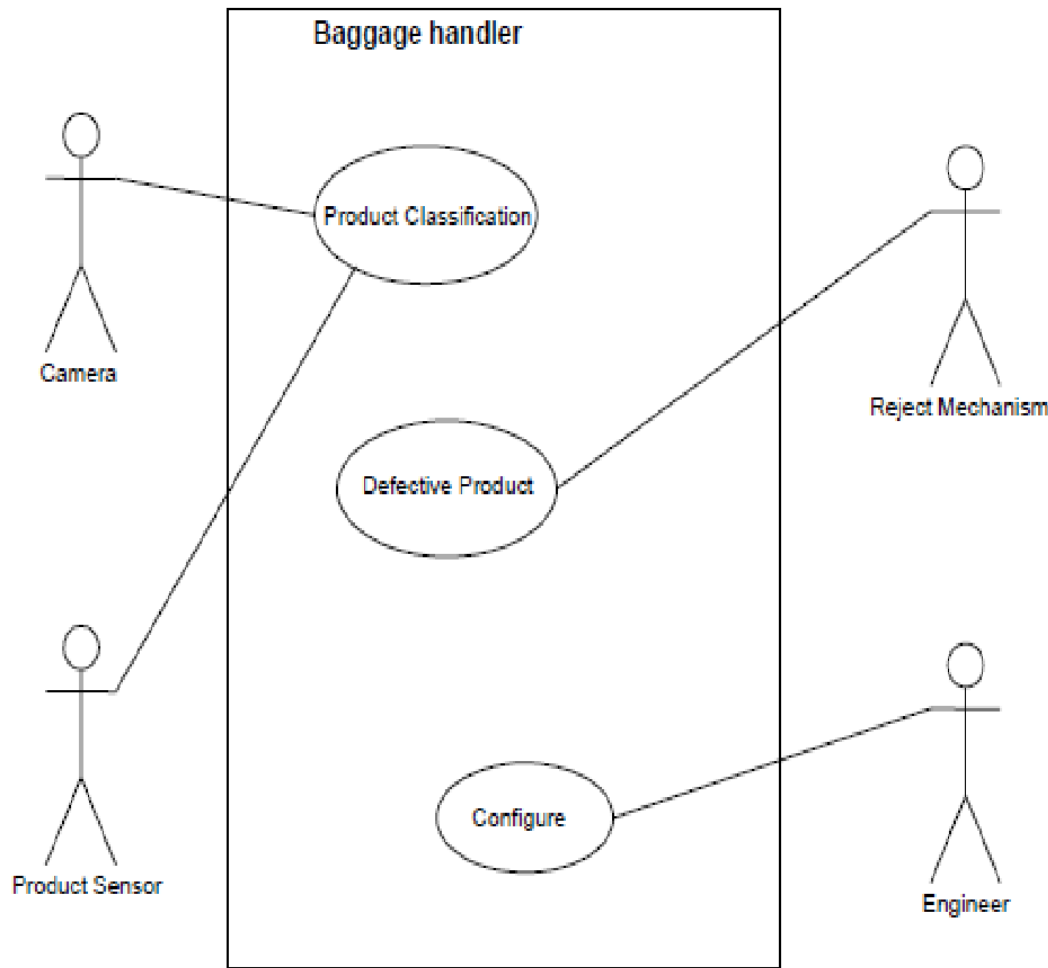 Baggage handler
Product Classification
Camera
Reject Mechanism
Defective Product
Configure
Product Sensor
Engineer